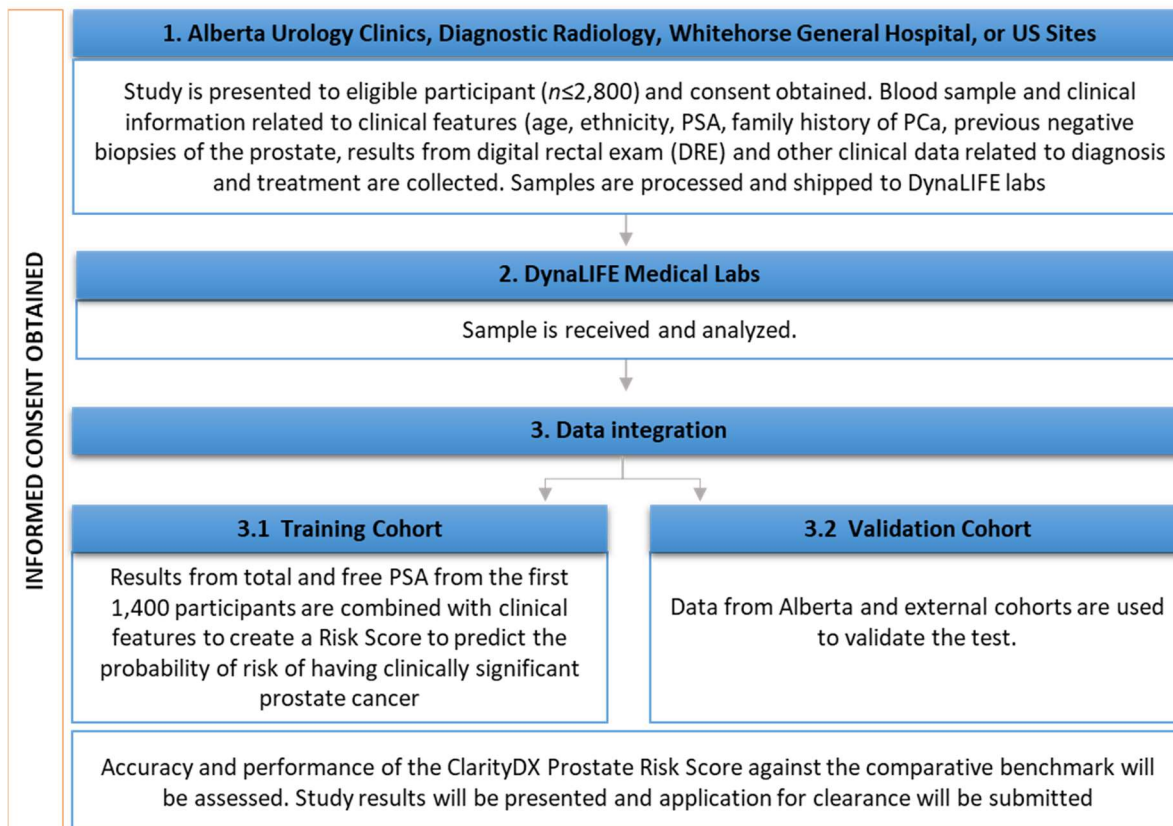 INFORMED CONSENT OBTAINED
1. Alberta Urology Clinics, Diagnostic Radiology, Whitehorse General Hospital, or US Sites
Study is presented to eligible participant (n≤2,800) and consent obtained. Blood sample and clinical
information related to clinical features (age, ethnicity, PSA, family history of PCa, previous negative
biopsies of the prostate, results from digital rectal exam (DRE) and other clinical data related to diagnosis
and treatment are collected. Samples are processed and shipped to DynaLIFE labs
2. DynaLIFE Medical Labs
Sample is received and analyzed.
3. Data integration
3.1 Training Cohort
Results from total and free PSA from the first
1,400 participants are combined with clinical
features to create a Risk Score to predict the
probability of risk of having clinically significant
prostate cancer
3.2 Validation Cohort
Data from Alberta and external cohorts are used
to validate the test.
Accuracy and performance of the ClarityDX Prostate Risk Score against the comparative benchmark will
be assessed. Study results will be presented and application for clearance will be submitted